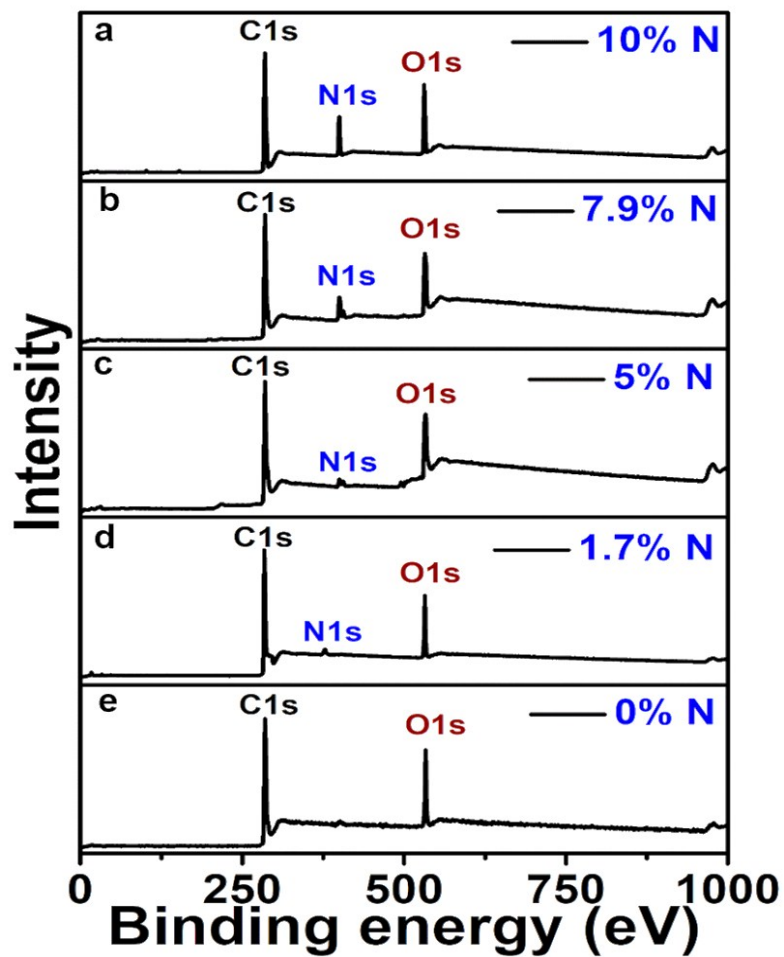 a
C1s
N1s
O1s
10% N
b
C1s
N1s
O1s
7.9% N
c
C1s
N1s
O1s
5% N
d
C1s
N1s
O1s
1.7% N
e
C1s
O1s
0% N
Intensity
0 250 500 750 1000
Binding energy (eV)